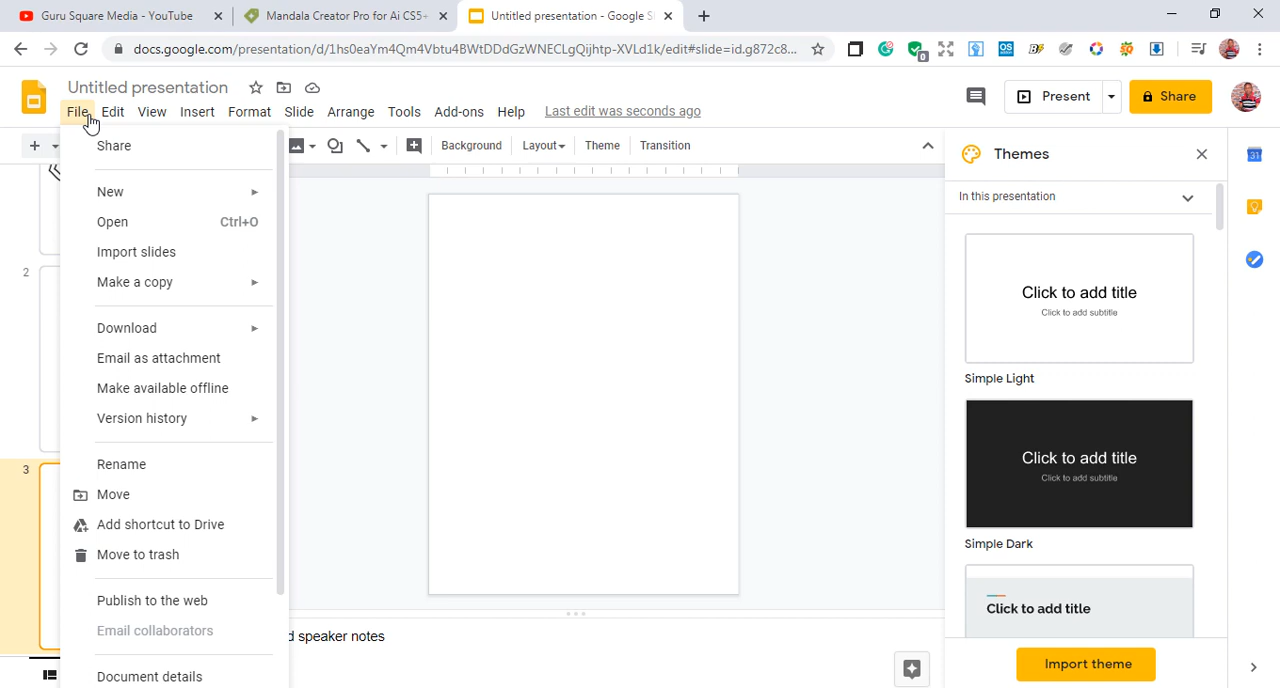 Guru Square Media - YouTube
Mandala Creator Pro for Ai CS5+
Untitled presentation - Google Sl
docs.google.com/presentation/d/1hs0eaYm4Qm4Vbtu4BWtDDdGzWNECLgQijhtp-XVLd1k/edit#slide=id.g872c8...
Untitled presentation
File Edit View Insert Format Slide Arrange Tools Add-ons Help Last edit was seconds ago
Present
Share
Background Layout Theme Transition
Share
New
Open Ctrl+O
Import slides
Make a copy
Download
Email as attachment
Make available offline
Version history
Rename
Move
Add shortcut to Drive
Move to trash
Publish to the web
Email collaborators
Document details
2
3
d speaker notes
Themes
In this presentation
Click to add title
Click to add subtitle
Simple Light
Click to add title
Click to add subtitle
Simple Dark
Click to add title
Import theme